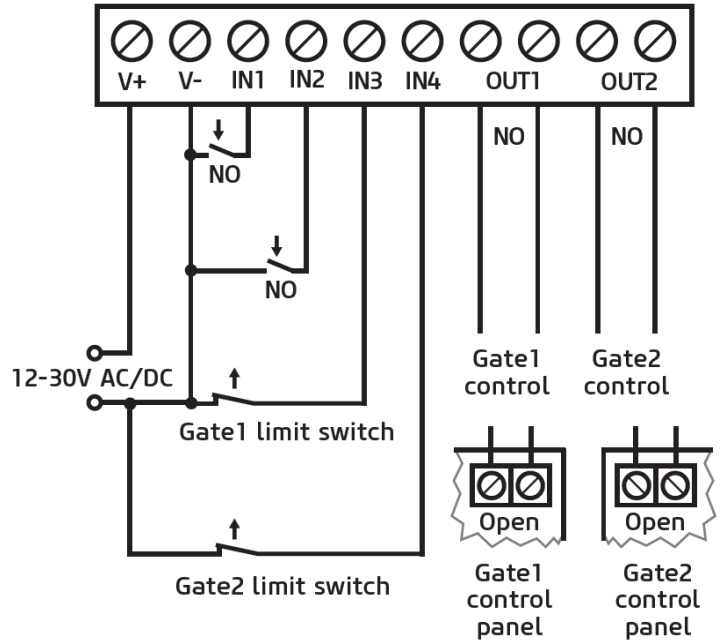 V+ V- IN1 IN2 IN3 IN4 OUT1 OUT2
NO NO
NO
NO
Gate1 control
Gate2 control
12-30V AC/DC
Gate1 limit switch
Open
Open
Gate2 limit switch
Gate1 control panel
Gate2 control panel